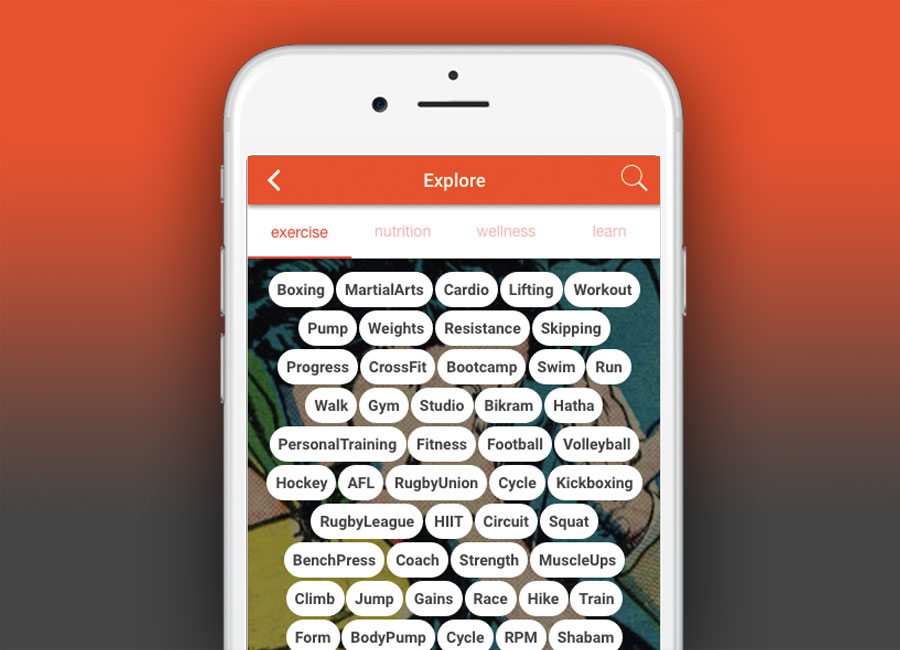 Explore
exercise nutrition wellness learn
Boxing MartialArts Cardio Lifting Workout
Pump Weights Resistance Skipping
Progress CrossFit Bootcamp Swim Run
Walk Gym Studio Bikram Hatha
PersonalTraining Fitness Football Volleyball
Hockey AFL RugbyUnion Cycle Kickboxing
RugbyLeague HIIT Circuit Squat
BenchPress Coach Strength MuscleUps
Climb Jump Gains Race Hike Train
Form BodyPump Cycle RPM Shabam